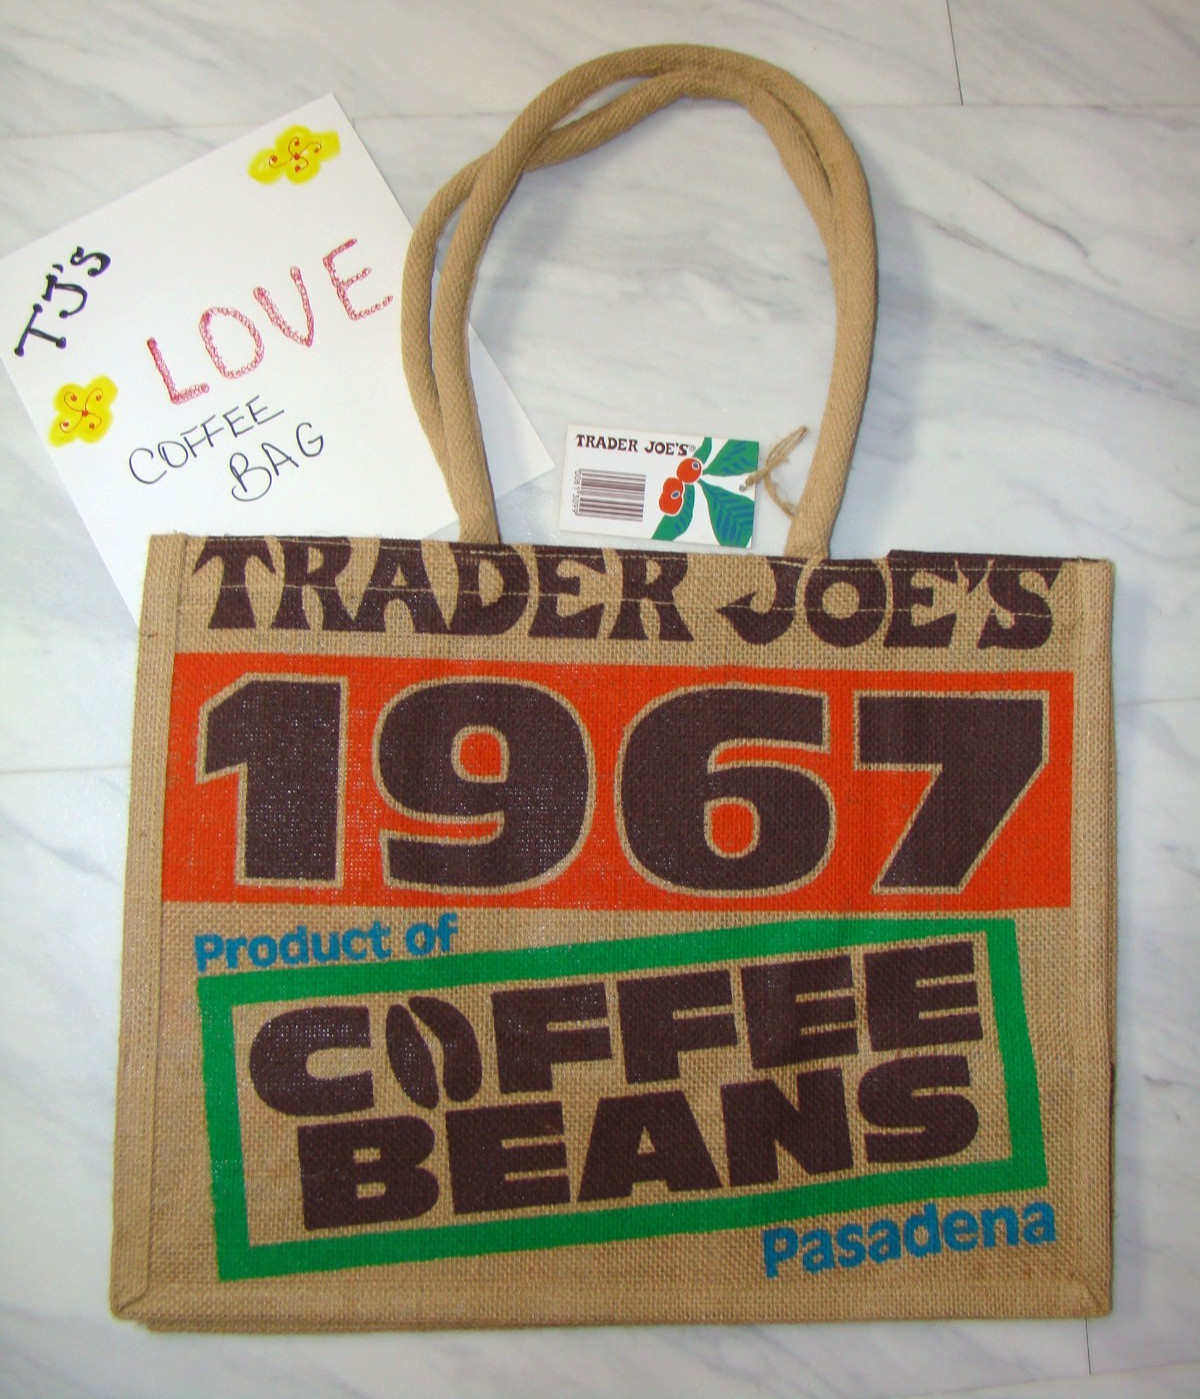 TJ's
LOVE
COFFEE
BAG
TRADER JOE'S®
TRADER JOE'S
1967
Product of
COFFEE
BEANS
Pasadena